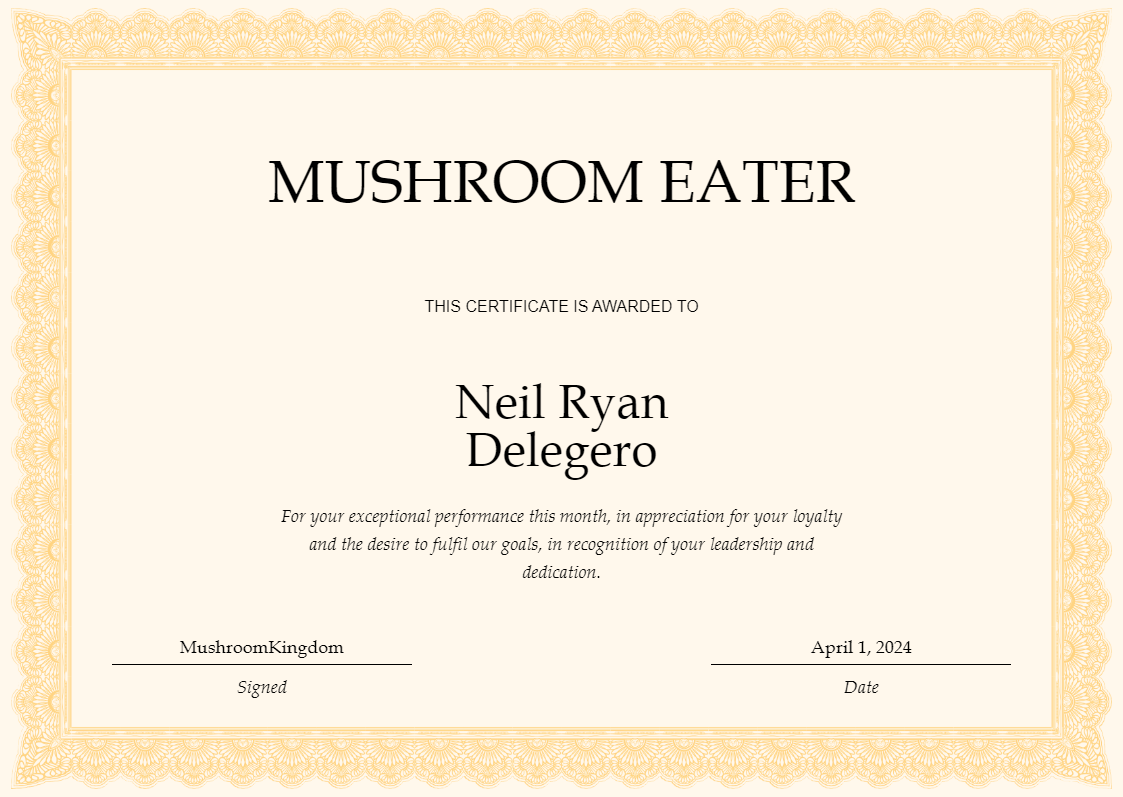 MUSHROOM EATER
THIS CERTIFICATE IS AWARDED TO
Neil Ryan
Delegero
For your exceptional performance this month, in appreciation for your loyalty
and the desire to fulfil our goals, in recognition of your leadership and
dedication.
MushroomKingdom
April 1, 2024
Signed
Date